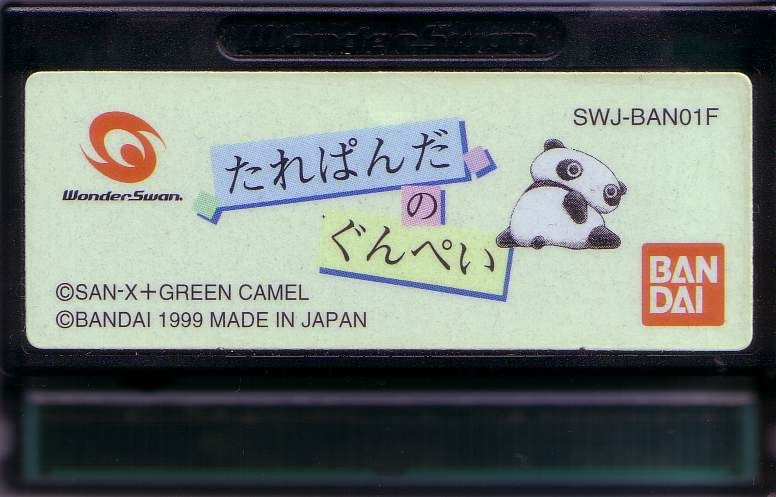 WonderSwan
SWJ-BAN01F
WonderSwan
たれぱんだ
の
ぐんぺい
©SAN-X+GREEN CAMEL
©BANDAI 1999 MADE IN JAPAN
BAN
DAI